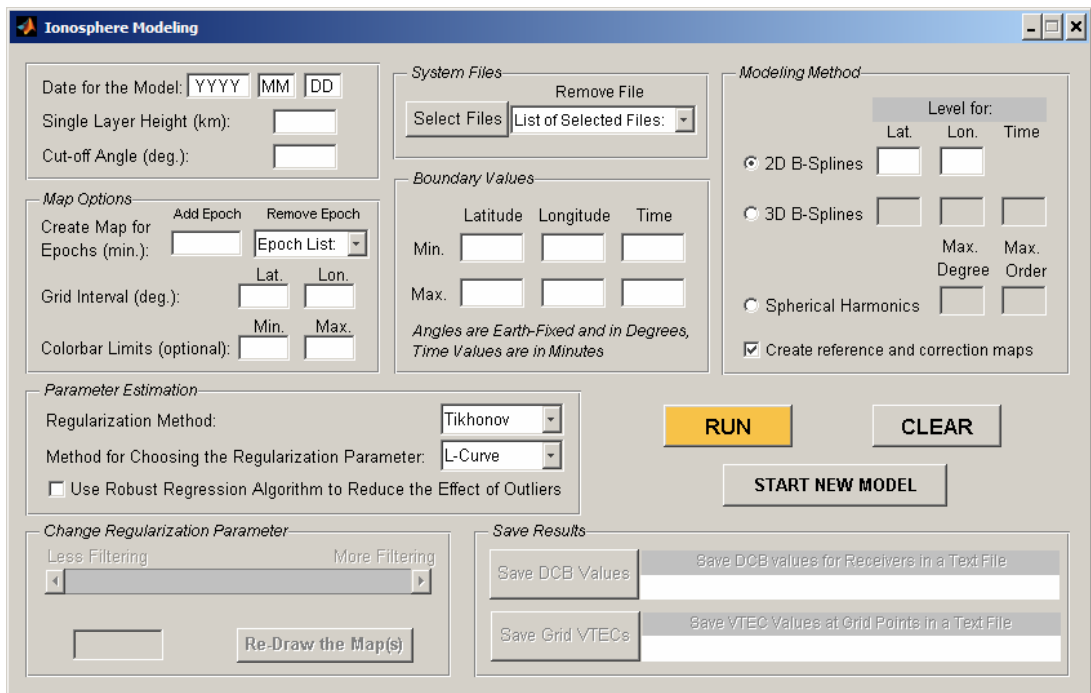 Ionosphere Modeling
Date for the Model: YYYY MM DD
Single Layer Height (km):
Cut-off Angle (deg.):
System Files
Remove File
Select Files List of Selected Files:
Modeling Method
Level for:
Lat. Lon. Time
2D B-Splines
3D B-Splines
Max. Max.
Degree Order
Spherical Harmonics
Create reference and correction maps
Map Options
Add Epoch Remove Epoch
Create Map for
Epochs (min.): Epoch List:
Lat. Lon.
Grid Interval (deg.):
Min. Max.
Colorbar Limits (optional):
Boundary Values
Latitude Longitude Time
Min.
Max.
Angles are Earth-Fixed and in Degrees,
Time Values are in Minutes
Parameter Estimation
Regularization Method: Tikhonov
Method for Choosing the Regularization Parameter: L-Curve
Use Robust Regression Algorithm to Reduce the Effect of Outliers
RUN CLEAR
START NEW MODEL
Change Regularization Parameter
Less Filtering More Filtering
Re-Draw the Map(s)
Save Results
Save DCB Values Save DCB values for Receivers in a Text File
Save Grid VTECs Save VTEC Values at Grid Points in a Text File